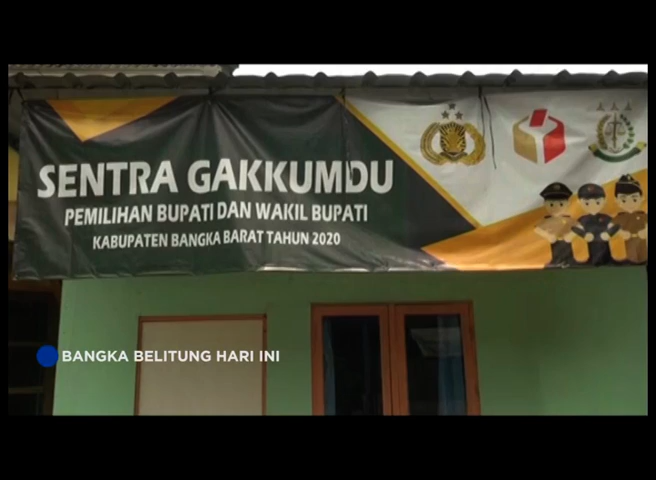 SENTRA GAKKUMDU
PEMILIHAN BUPATI DAN WAKIL BUPATI
KABUPATEN BANGKA BARAT TAHUN 2020
BANGKA BELITUNG HARI INI